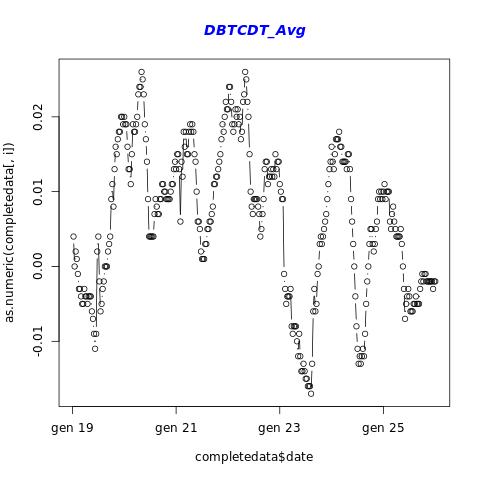 DBTCDT_Avg
as.numeric(completedata[, i])
0.02
0.01
0.00
-0.01
gen 19
gen 21
gen 23
gen 25
completedata$date